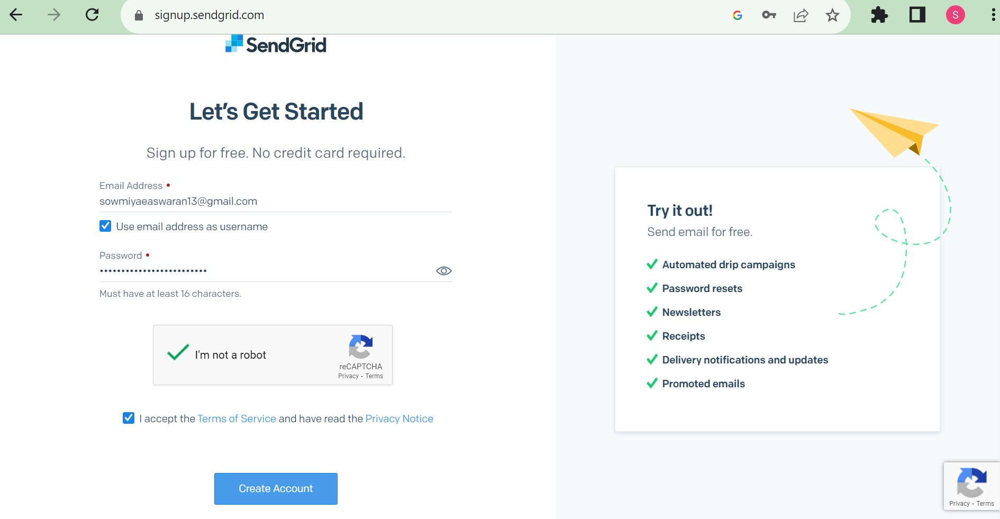 signup.sendgrid.com
S
SendGrid
Let's Get Started
Sign up for free. No credit card required.
Email Address
sowmiyaeaswaran13@gmail.com
Use email address as username
Password
Must have at least 16 characters.
I'm not a robot
reCAPTCHA
Privacy - Terms
I accept the Terms of Service and have read the Privacy Notice
Create Account
Try it out!
Send email for free.
Automated drip campaigns
Password resets
Newsletters
Receipts
Delivery notifications and updates
Promoted emails
Privacy - Terms